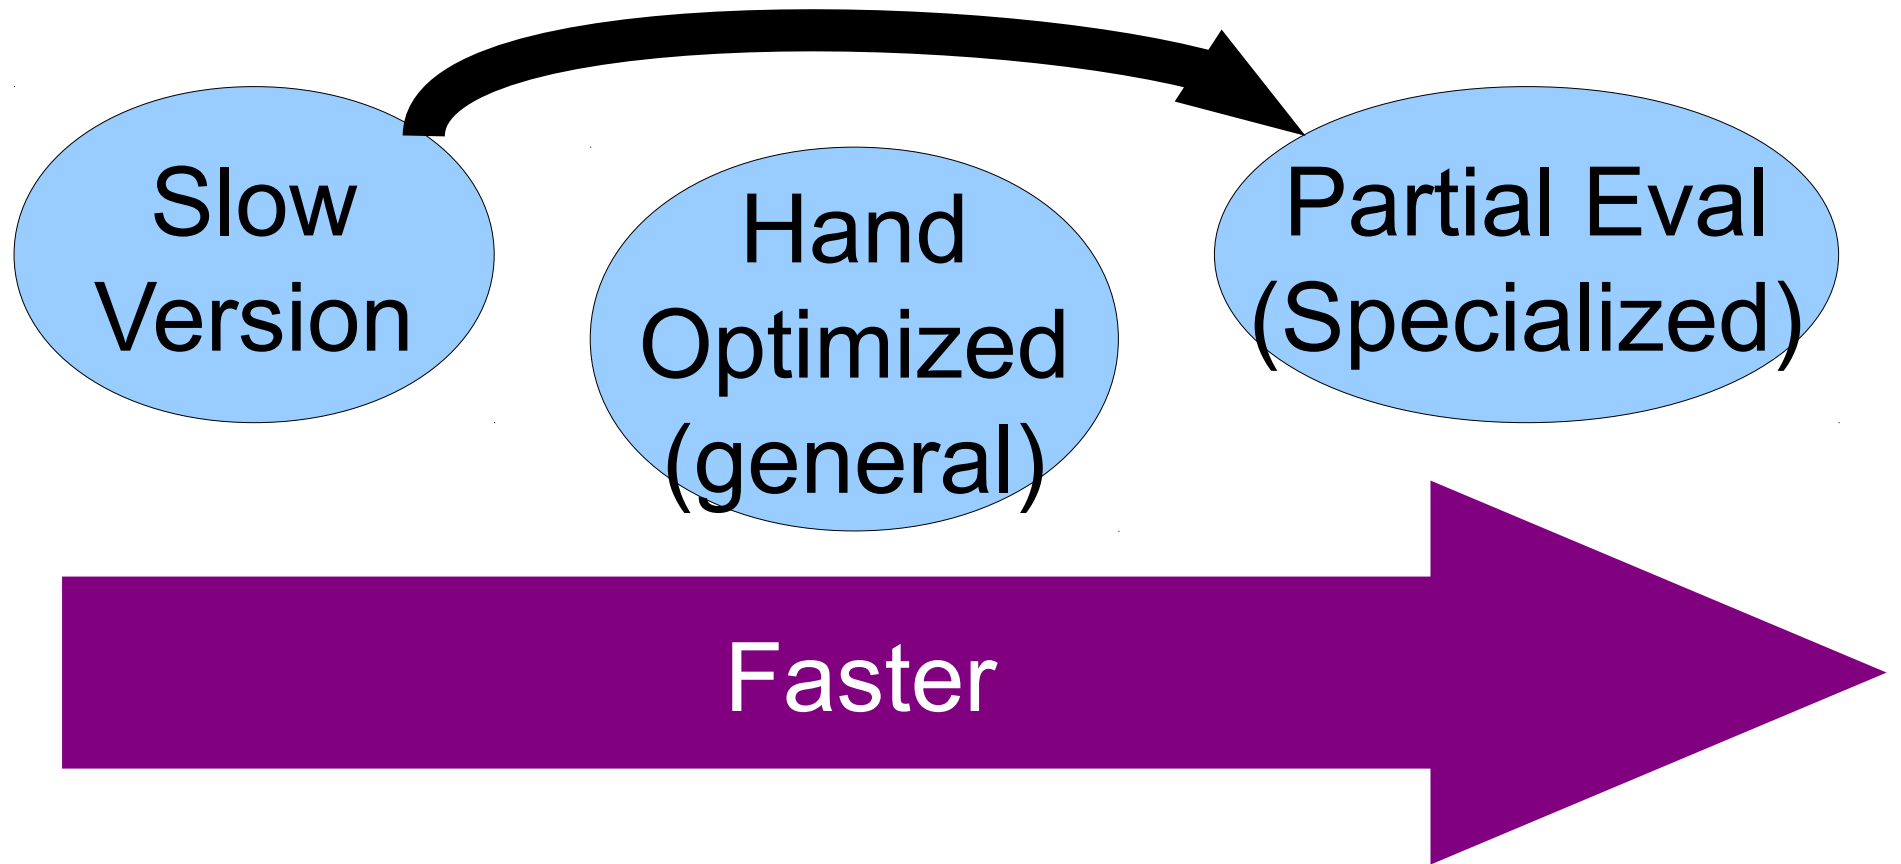 Slow
Version
Hand
Optimized
(general)
Partial Eval
(Specialized)
Faster